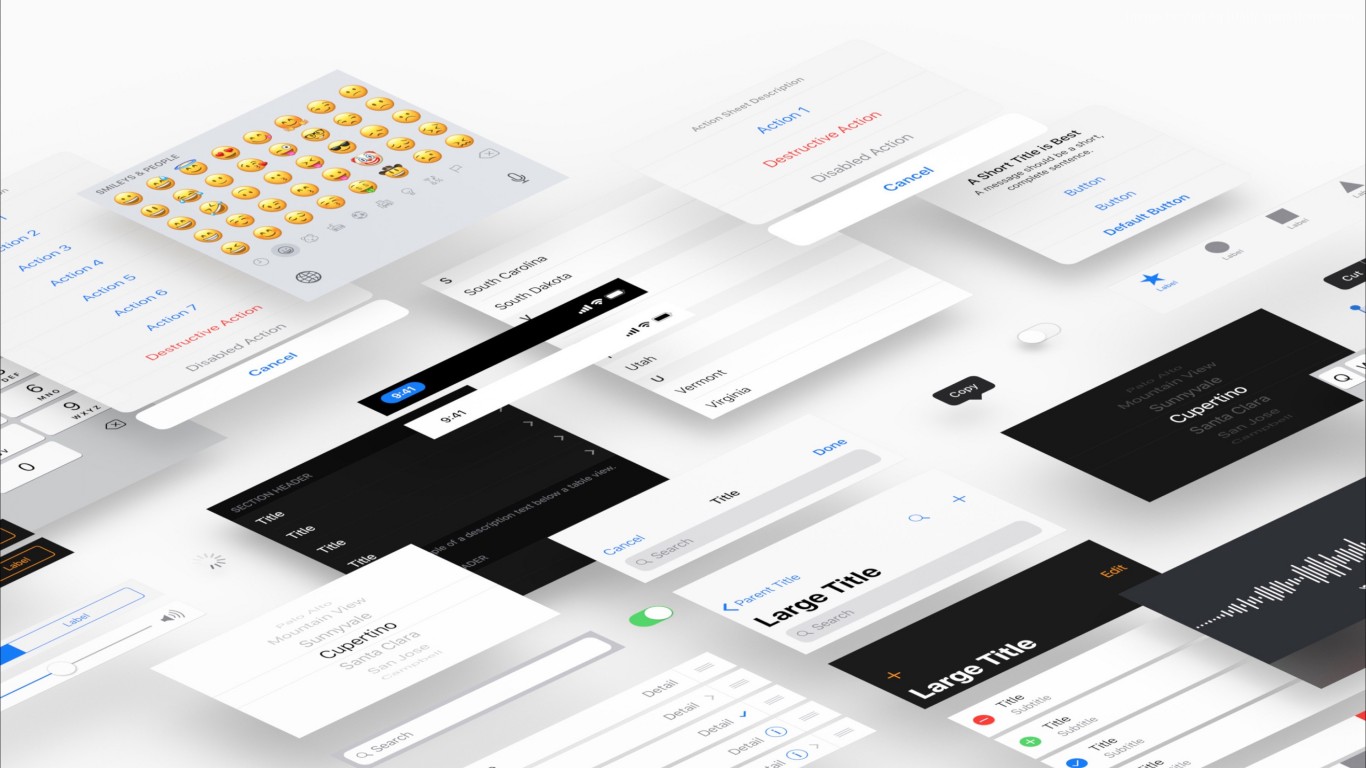 SMILEYS & PEOPLE
Action 2
Action 3
Action 4
Action 5
Action 6
Action 7
Destructive Action
Disabled Action
Cancel
Action Sheet Description
Action 1
Destructive Action
Disabled Action
Cancel
A Short Title Is Best
A message should be a short,
complete sentence.
Button
Button
Default Button
Label
Label
Label
Cut
S
South Carolina
South Dakota
Utah
U
Vermont
Virginia
9:41
9:41
DEF
6
MNO
9
WXYZ
0
Copy
Palo Alto
Mountain View
Sunnyvale
Cupertino
Santa Clara
San Jose
Campbell
Q
SECTION HEADER
Title
Title
Title
Title
ple of a description text below a table view.
ADER
Done
Title
Cancel
Search
Parent Title
Large Title
Search
Edit
Large Title
Label
Label
Palo Alto
Mountain View
Sunnyvale
Cupertino
Santa Clara
San Jose
Campbell
Search
Detail
Detail
Detail
Detail
Title
Subtitle
Title
Subtitle
Title
Subtitle